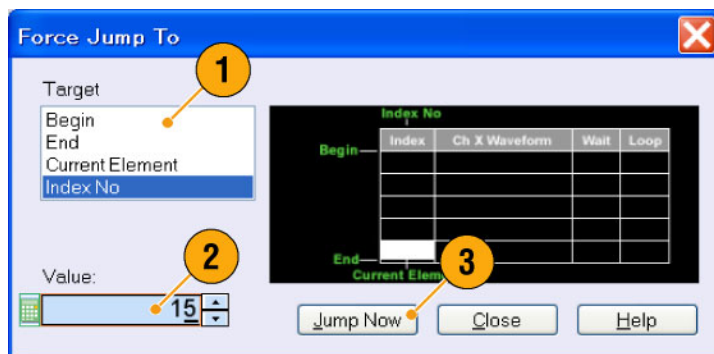 Force Jump To
1
Target
Begin
End
Current Element
Index No
Index No
Begin
Index Ch X Waveform Wait Loop
End
Current Elem
2
Value:
15
3
Jump Now Close Help